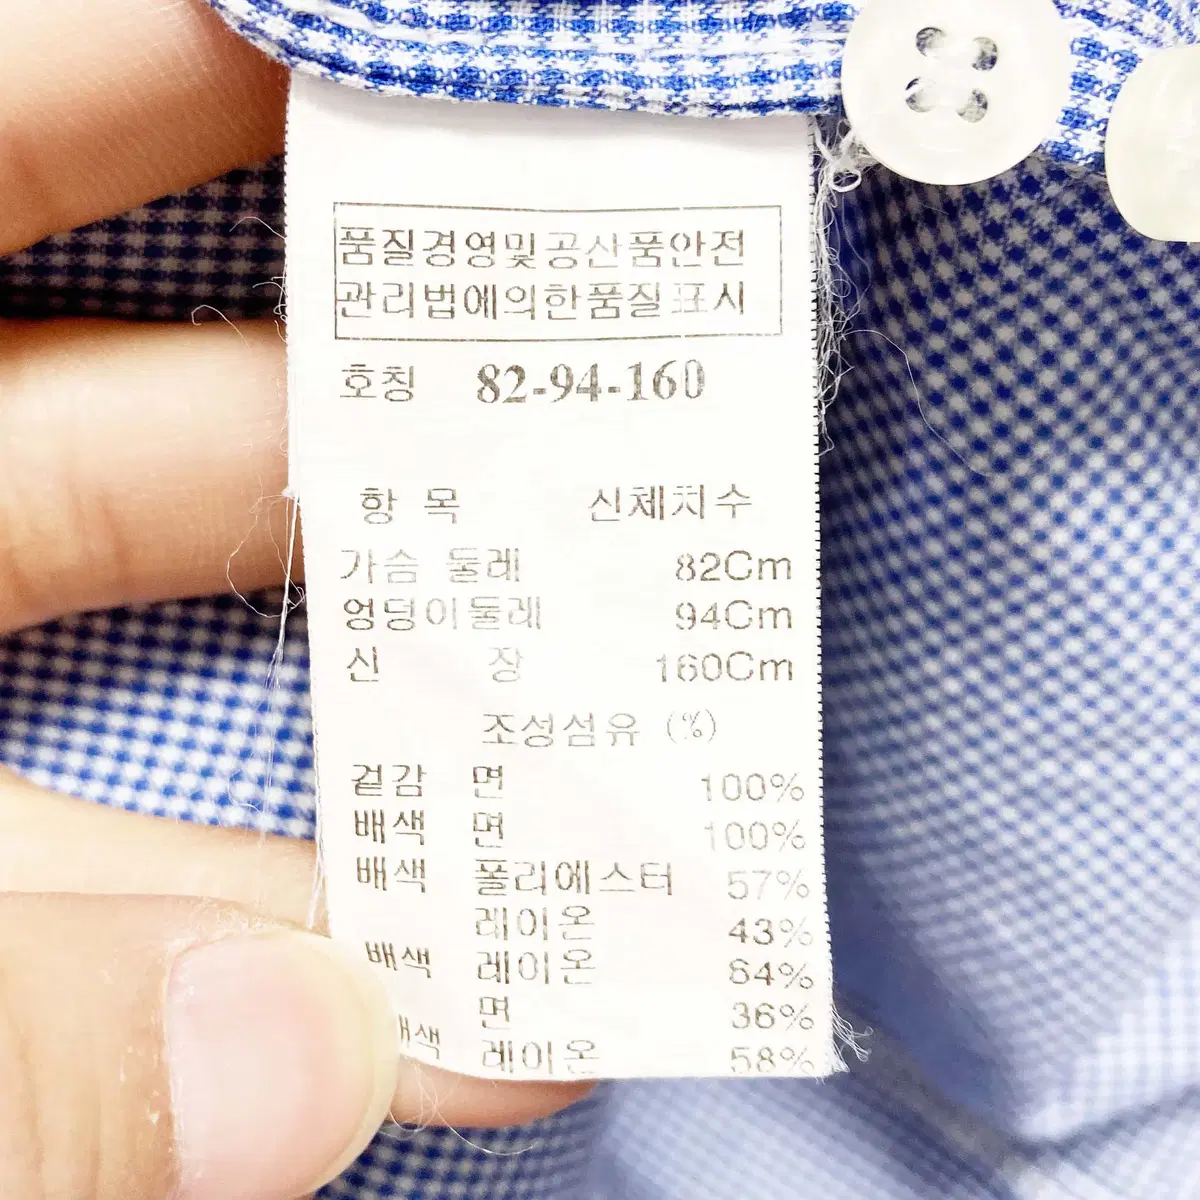 품질경영및공산품안전
관리법에의한품질표시
호칭 82-94-160
항 목 신체치수
가슴 둘레 82Cm
엉덩이둘레 94Cm
신 장 160Cm
조성섬유 (%)
겉감 면 100%
배색 면 100%
배색 폴리에스터 57%
레이온 43%
배색 레이온 64%
면 36%
배색 레이온 58%